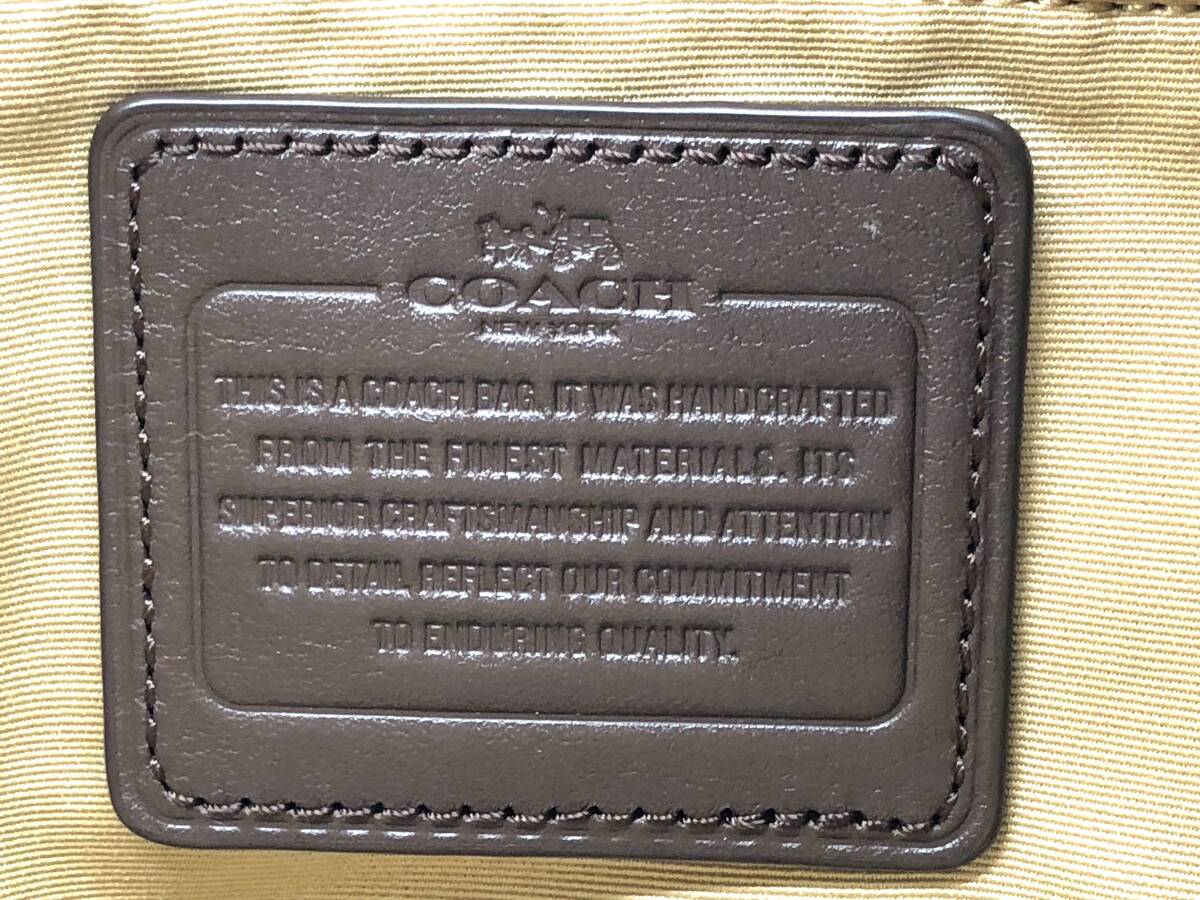 COACH
NEW YORK
THIS IS A COACH BAG. IT WAS HANDCRAFTED
FROM THE FINEST MATERIALS. ITS
SUPERIOR CRAFTSMANSHIP AND ATTENTION
TO DETAIL REFLECT OUR COMMITMENT
TO ENDURING QUALITY.